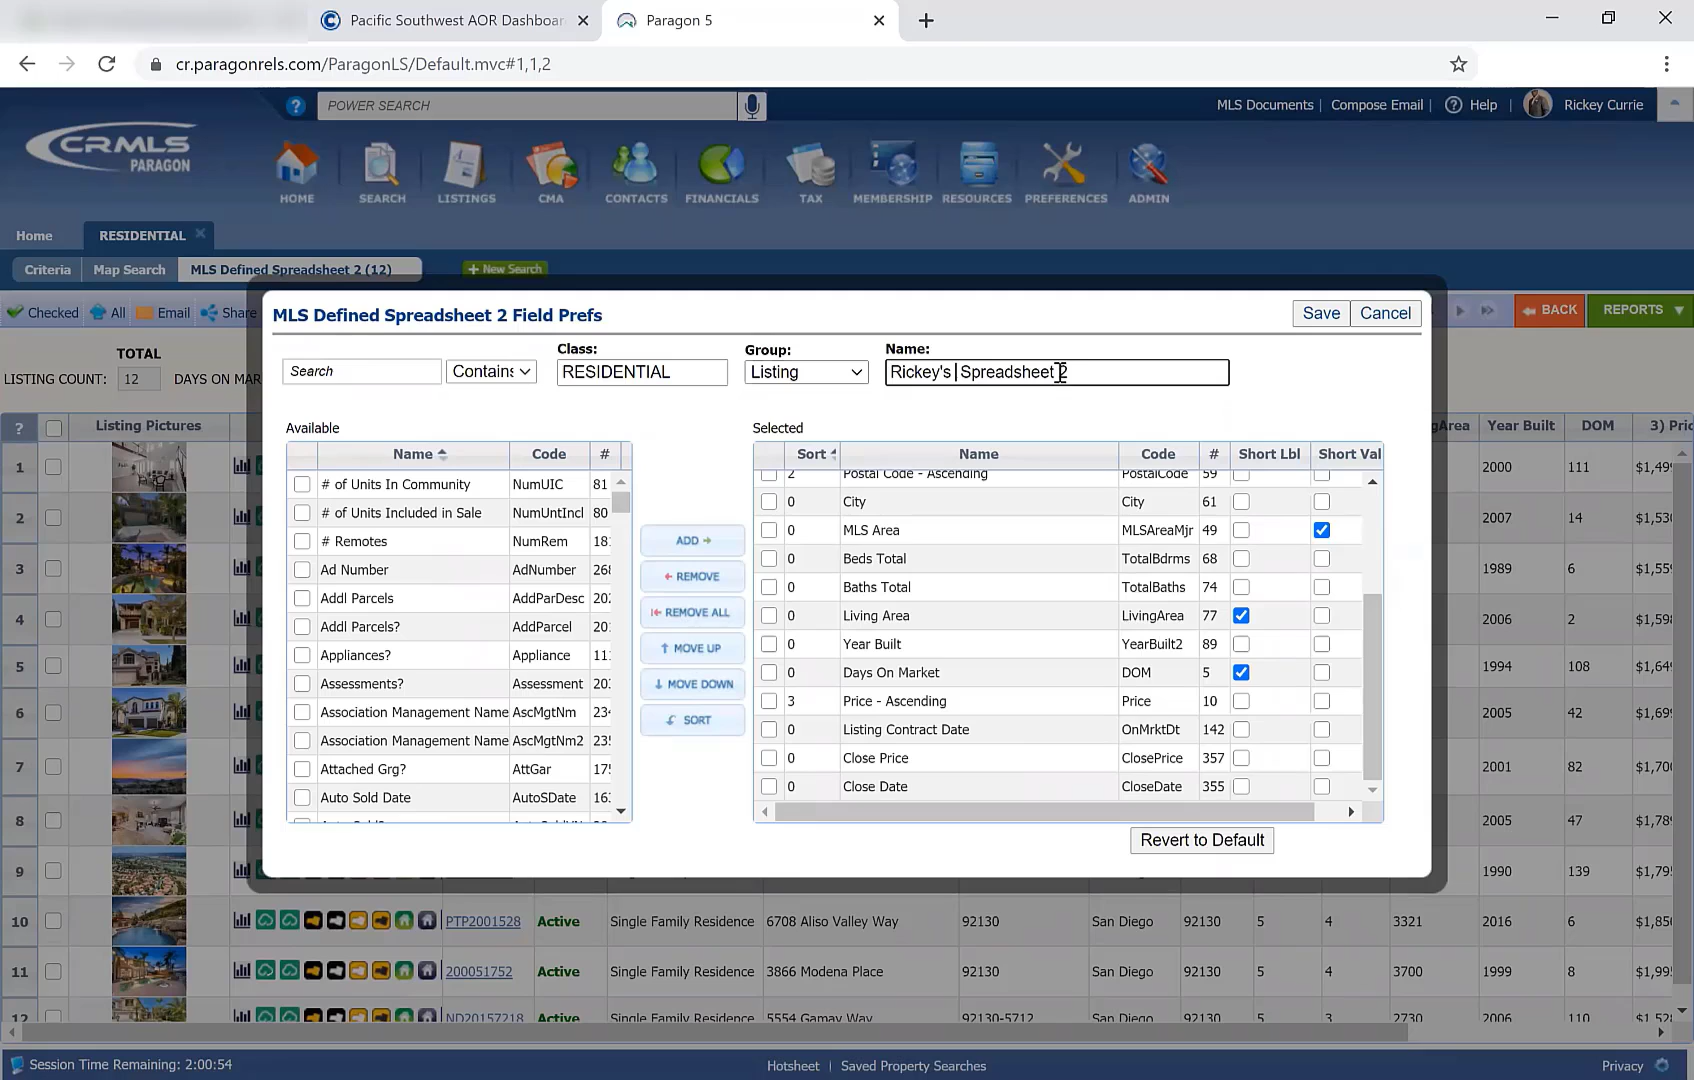 Pacific Southwest AOR Dashboar
Paragon 5
cr.paragonrels.com/ParagonLS/Default.mvc#1,1,2
POWER SEARCH
MLS Documents | Compose Email | Help | Rickey Currie
CRMLS
PARAGON
HOME SEARCH LISTINGS CMA CONTACTS FINANCIALS TAX MEMBERSHIP RESOURCES PREFERENCES ADMIN
Home RESIDENTIAL
Criteria Map Search MLS Defined Spreadsheet 2 (12) + New Search
Checked All Email Share BACK REPORTS
MLS Defined Spreadsheet 2 Field Prefs Save Cancel
TOTAL
LISTING COUNT: 12 DAYS ON MAR
Class: Group: Name:
Search Contains RESIDENTIAL Listing Rickey's Spreadsheet 2
Available Selected
? Listing Pictures gArea Year Built DOM 3) Pric
Name Code # Sort Name Code # Short Lbl Short Val
# of Units In Community NumUIC 81
# of Units Included in Sale NumUntIncl 80
# Remotes NumRem 18
Ad Number AdNumber 268
Addl Parcels AddParDesc 20
Addl Parcels? AddParcel 20
Appliances? Appliance 11
Assessments? Assessment 20
Association Management Name AscMgtNm 234
Association Management Name AscMgtNm2 235
Attached Grg? AttGar 175
Auto Sold Date AutoSDate 16
ADD
REMOVE
REMOVE ALL
MOVE UP
MOVE DOWN
SORT
2 Postal Code - Ascending PostalCode 59
0 City City 61
0 MLS Area MLSAreaMjr 49
0 Beds Total TotalBdrms 68
0 Baths Total TotalBaths 74
0 Living Area LivingArea 77
0 Year Built YearBuilt2 89
0 Days On Market DOM 5
3 Price - Ascending Price 10
0 Listing Contract Date OnMrktDt 142
0 Close Price ClosePrice 357
0 Close Date CloseDate 355
Revert to Default
1 2000 111 $1,499
2 2007 14 $1,530
3 1989 6 $1,559
4 2006 2 $1,598
5 1994 108 $1,649
6 2005 42 $1,699
7 2001 82 $1,700
8 2005 47 $1,789
9 1990 139 $1,795
10 PTP2001528 Active Single Family Residence 6708 Aliso Valley Way 92130 San Diego 92130 5 4 3321 2016 6 $1,850
11 200051752 Active Single Family Residence 3866 Modena Place 92130 San Diego 92130 5 4 3700 1999 8 $1,995
12 ND20157218 Active Single Family Residence 5554 Gamay Way 92130-5712 San Diego 92130 5 3 2730 2006 110
Session Time Remaining: 2:00:54 Hotsheet | Saved Property Searches Privacy